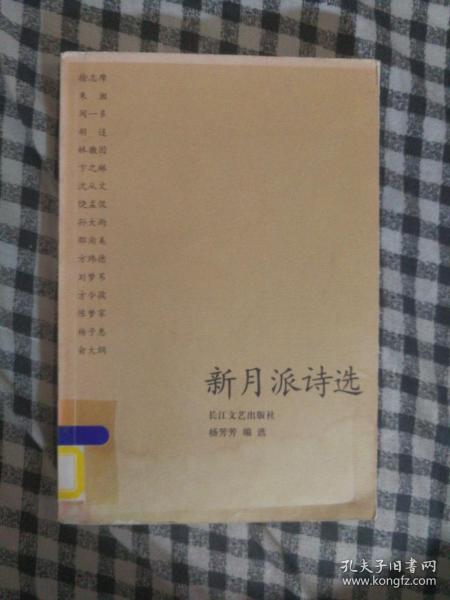 徐志摩
朱湘
闻一多
胡适
林徽因
卞之琳
沈从文
饶孟侃
孙大雨
邵洵美
方玮德
刘梦苇
方令孺
陈梦家
杨子惠
俞大纲
新月派诗选
长江文艺出版社
杨芳芳 编选
孔夫子旧书网
www.kongfz.com